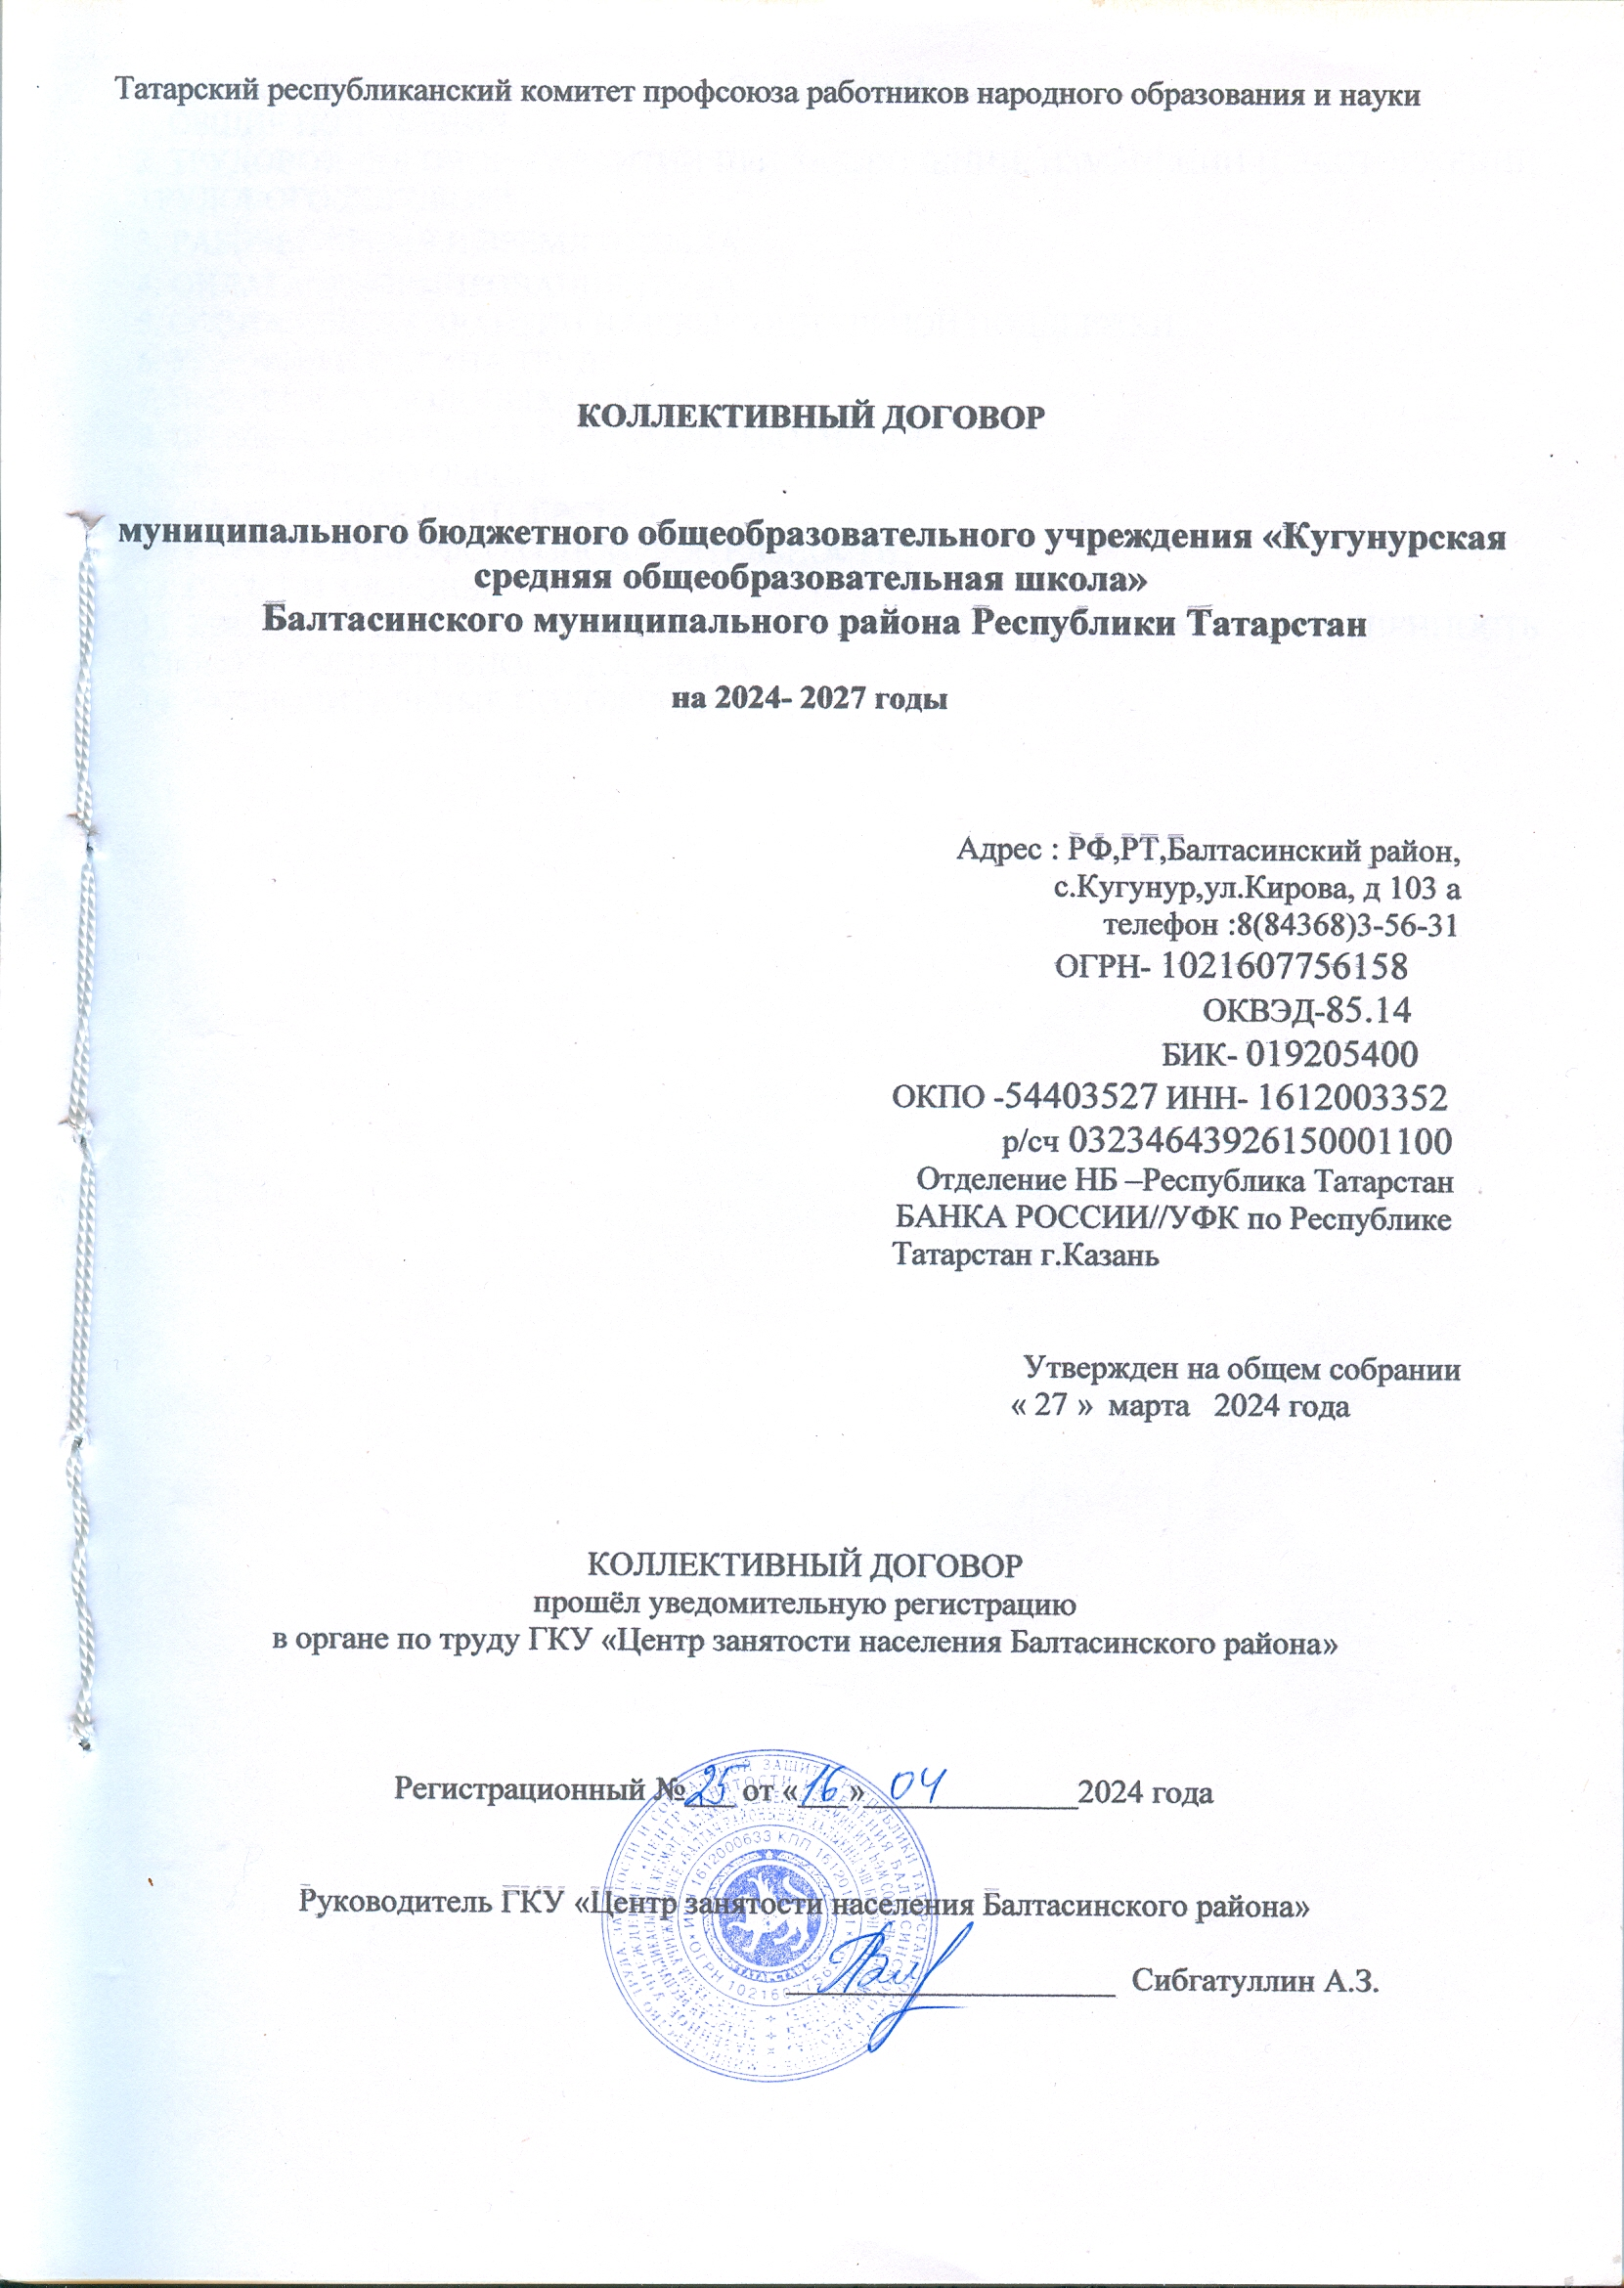 Татарский республиканский комитет профсоюза работников народного образования и науки
КОЛЛЕКТИВНЫЙ ДОГОВОР
муниципального бюджетного общеобразовательного учреждения «Кугунурская
средняя общеобразовательная школа»
Балтасинского муниципального района Республики Татарстан
на 2024- 2027 годы
Адрес : РФ,РТ,Балтасинский район,
с.Кугунур,ул.Кирова, д 103 а
телефон :8(84368)3-56-31
ОГРН- 1021607756158
ОКВЭД-85.14
БИК- 019205400
ОКПО -54403527 ИНН- 1612003352
р/сч 03234643926150001100
Отделение НБ –Республика Татарстан
БАНКА РОССИИ//УФК по Республике
Татарстан г.Казань
Утвержден на общем собрании
« 27 » марта 2024 года
КОЛЛЕКТИВНЫЙ ДОГОВОР
прошёл уведомительную регистрацию
в органе по труду ГКУ «Центр занятости населения Балтасинского района»
Регистрационный № 25 от «16» 04 2024 года
Руководитель ГКУ «Центр занятости населения Балтасинского района»
Сибгатуллин А.З.
ИНН 1612000633 КПП